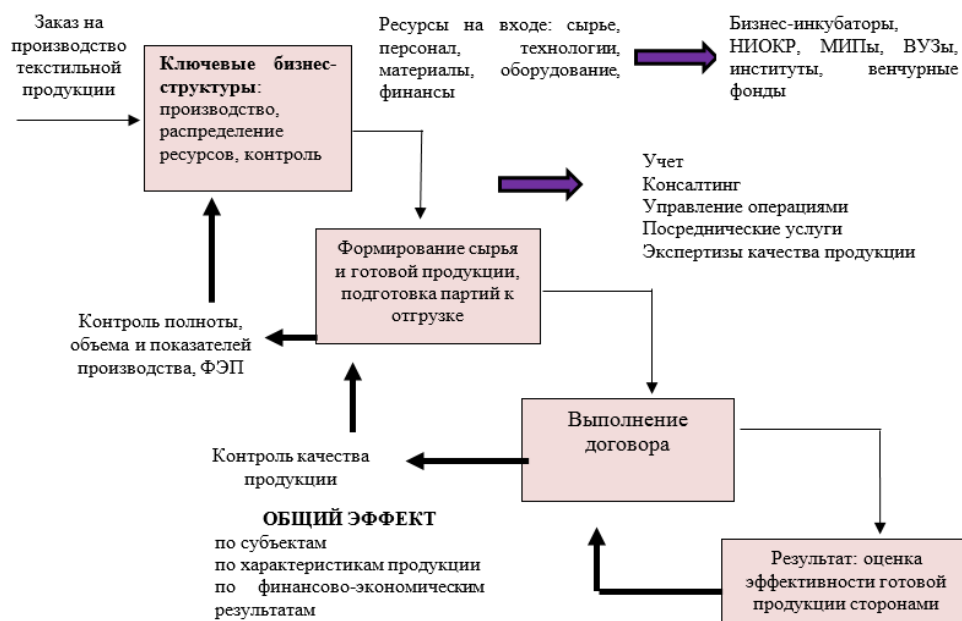 Заказ на
производство
текстильной
продукции
Ключевые бизнес-
структуры:
производство,
распределение
ресурсов, контроль
Ресурсы на входе: сырье,
персонал, технологии,
материалы, оборудование,
финансы
Бизнес-инкубаторы,
НИОКР, МИПы, ВУЗы,
институты, венчурные
фонды
Учет
Консалтинг
Управление операциями
Посреднические услуги
Экспертизы качества продукции
Формирование сырья
и готовой продукции,
подготовка партий к
отгрузке
Контроль полноты,
объема и показателей
производства, ФЭП
Выполнение
договора
Контроль качества
продукции
ОБЩИЙ ЭФФЕКТ
по субъектам
по характеристикам продукции
по финансово-экономическим
результатам
Результат: оценка
эффективности готовой
продукции сторонами